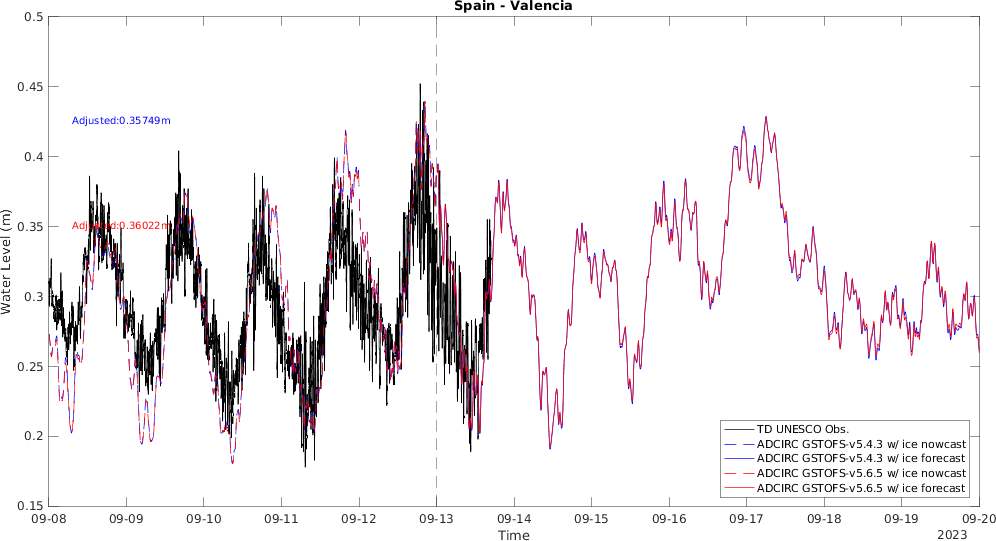 Spain - Valencia
0.5
0.45
0.4
0.35
0.3
0.25
0.2
0.15
Water Level (m)
Adjusted:0.35749m
Adjusted:0.36022m
TD UNESCO Obs.
ADCIRC GSTOFS-v5.4.3 w/ ice nowcast
ADCIRC GSTOFS-v5.4.3 w/ ice forecast
ADCIRC GSTOFS-v5.6.5 w/ ice nowcast
ADCIRC GSTOFS-v5.6.5 w/ ice forecast
09-08 09-09 09-10 09-11 09-12 09-13 09-14 09-15 09-16 09-17 09-18 09-19 09-20
Time
2023